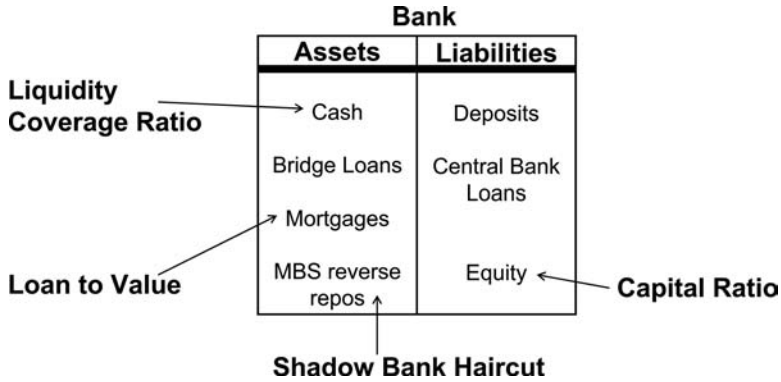 Bank
Assets
Liabilities
Liquidity
Coverage Ratio
Cash
Deposits
Bridge Loans
Central Bank
Loans
Mortgages
Loan to Value
MBS reverse
repos
Equity
Capital Ratio
Shadow Bank Haircut